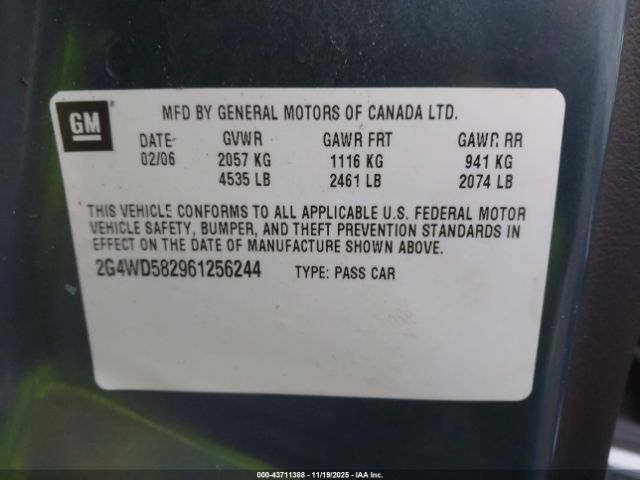 GM
MFD BY GENERAL MOTORS OF CANADA LTD.
DATE GVWR GAWR FRT GAWR RR
02/06 2057 KG 1116 KG 941 KG
4535 LB 2461 LB 2074 LB
THIS VEHICLE CONFORMS TO ALL APPLICABLE U.S. FEDERAL MOTOR
VEHICLE SAFETY, BUMPER, AND THEFT PREVENTION STANDARDS IN
EFFECT ON THE DATE OF MANUFACTURE SHOWN ABOVE.
2G4WD582961256244 TYPE: PASS CAR
000-43711388 - 11/19/2025 - IAA Inc.